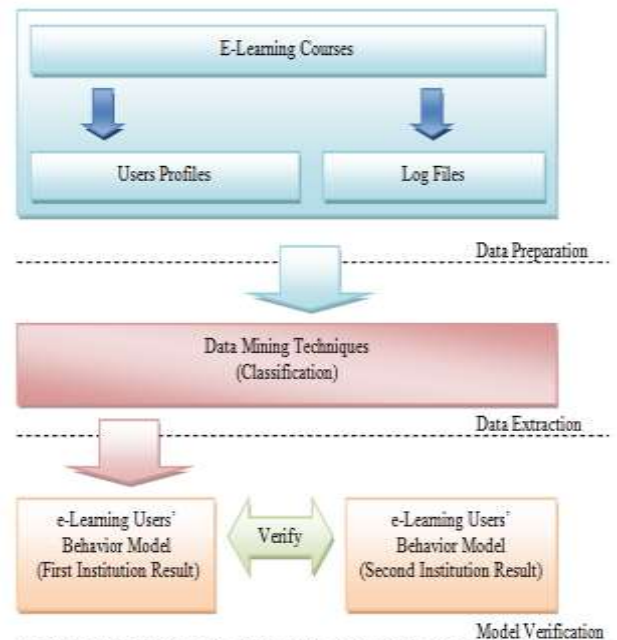 E-Learning Courses
Users Profiles
Log Files
Data Preparation
Data Mining Techniques
(Classification)
Data Extraction
e-Learning Users'
Behavior Model
(First Institution Result)
Verify
e-Learning Users'
Behavior Model
(Second Institution Result)
Model Verification